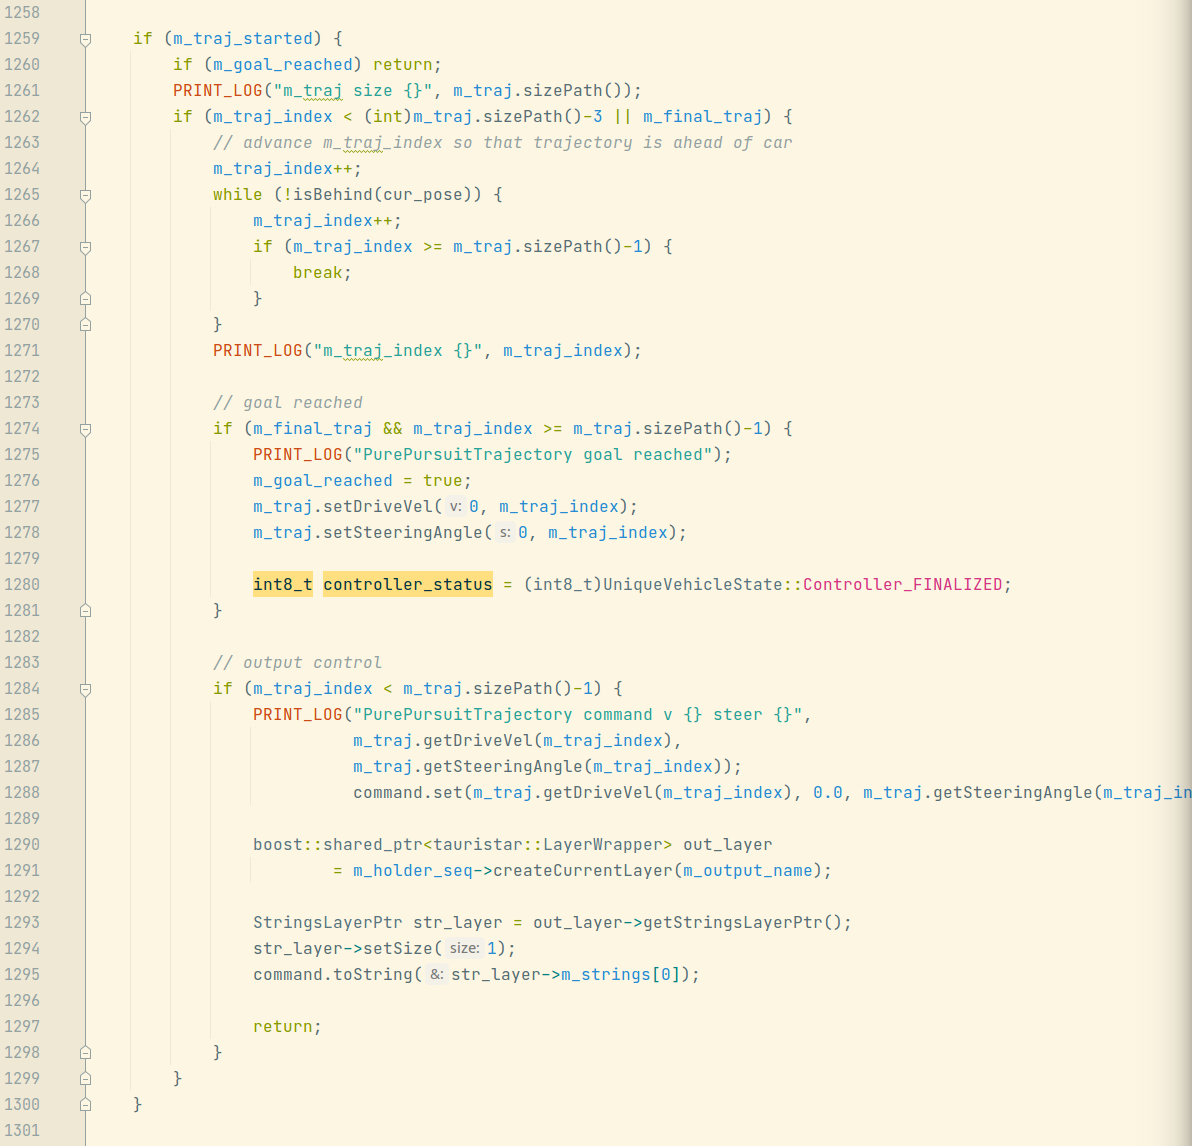 1258
1259 if (m_traj_started) {
1260 if (m_goal_reached) return;
1261 PRINT_LOG("m_traj size {}", m_traj.sizePath());
1262 if (m_traj_index < (int)m_traj.sizePath()-3 || m_final_traj) {
1263 // advance m_traj_index so that trajectory is ahead of car
1264 m_traj_index++;
1265 while (!isBehind(cur_pose)) {
1266 m_traj_index++;
1267 if (m_traj_index >= m_traj.sizePath()-1) {
1268 break;
1269 }
1270 }
1271 PRINT_LOG("m_traj_index {}", m_traj_index);
1272
1273 // goal reached
1274 if (m_final_traj && m_traj_index >= m_traj.sizePath()-1) {
1275 PRINT_LOG("PurePursuitTrajectory goal reached");
1276 m_goal_reached = true;
1277 m_traj.setDriveVel( v: 0, m_traj_index);
1278 m_traj.setSteeringAngle( s: 0, m_traj_index);
1279
1280 int8_t controller_status = (int8_t)UniqueVehicleState::Controller_FINALIZED;
1281 }
1282
1283 // output control
1284 if (m_traj_index < m_traj.sizePath()-1) {
1285 PRINT_LOG("PurePursuitTrajectory command v {} steer {}",
1286 m_traj.getDriveVel(m_traj_index),
1287 m_traj.getSteeringAngle(m_traj_index));
1288 command.set(m_traj.getDriveVel(m_traj_index), 0.0, m_traj.getSteeringAngle(m_traj_in
1289
1290 boost::shared_ptr<tauristar::LayerWrapper> out_layer
1291 = m_holder_seq->createCurrentLayer(m_output_name);
1292
1293 StringsLayerPtr str_layer = out_layer->getStringsLayerPtr();
1294 str_layer->setSize( size: 1);
1295 command.toString( &: str_layer->m_strings[0]);
1296
1297 return;
1298 }
1299 }
1300 }
1301